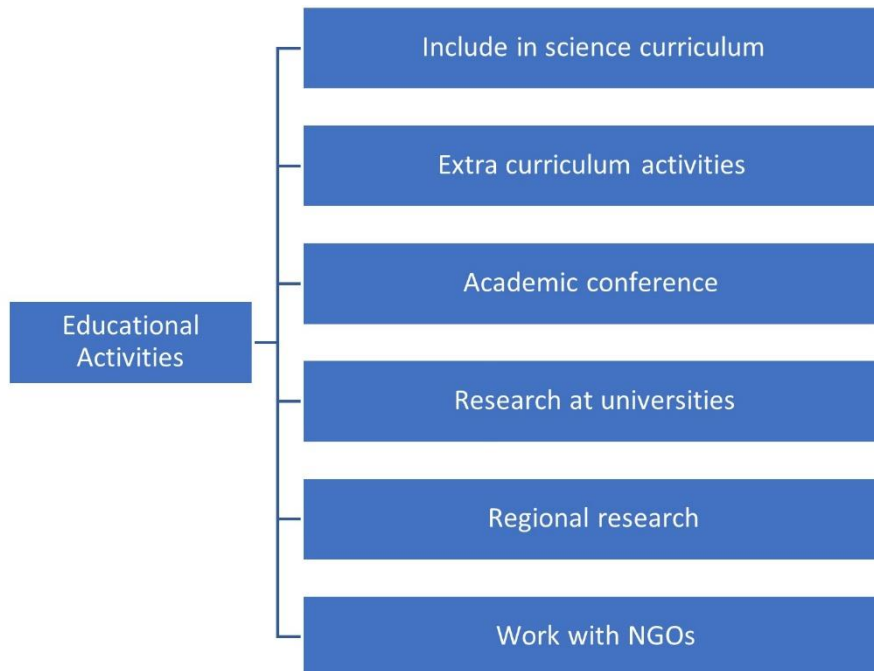 Include in science curriculum
Extra curriculum activities
Academic conference
Educational
Activities
Research at universities
Regional research
Work with NGOs